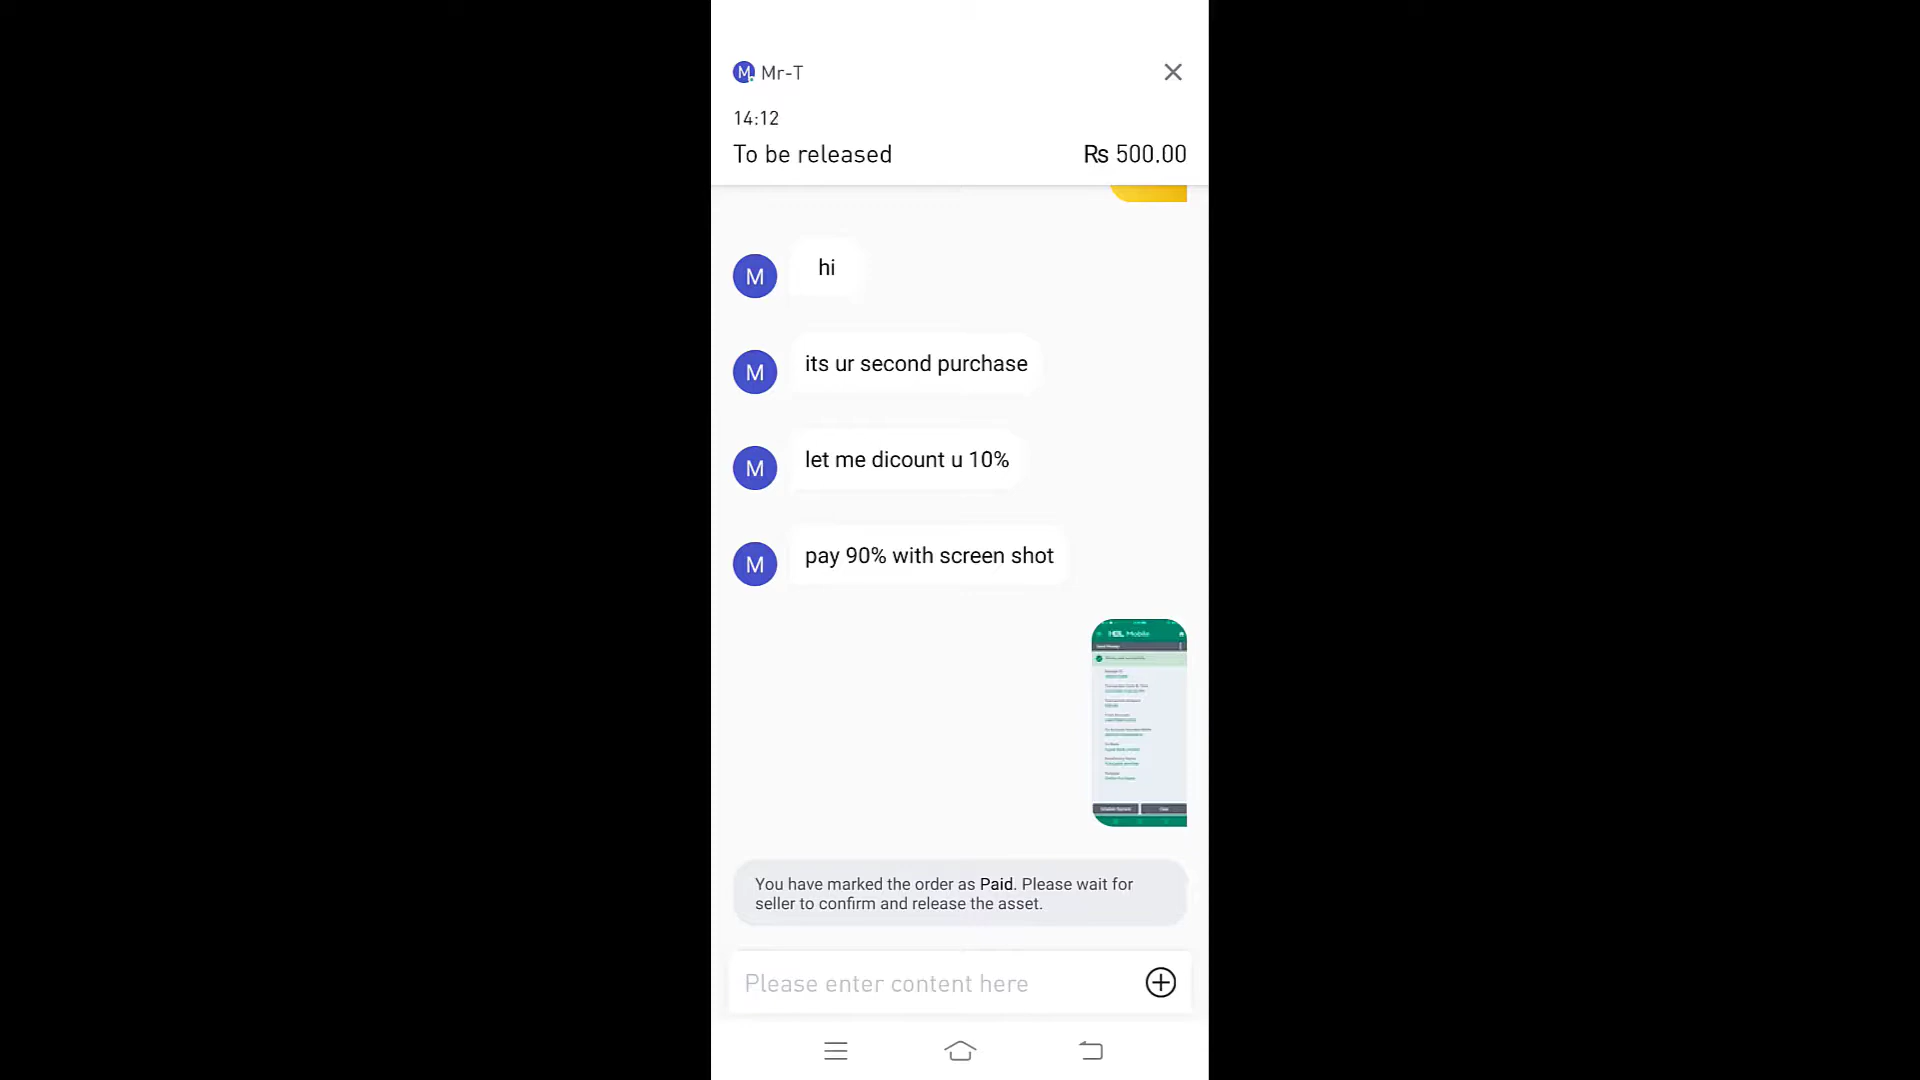 M Mr-T
14:12
To be released Rs 500.00
M hi
M its ur second purchase
M let me dicount u 10%
M pay 90% with screen shot
HBL Mobile
You have marked the order as Paid. Please wait for
seller to confirm and release the asset.
Please enter content here